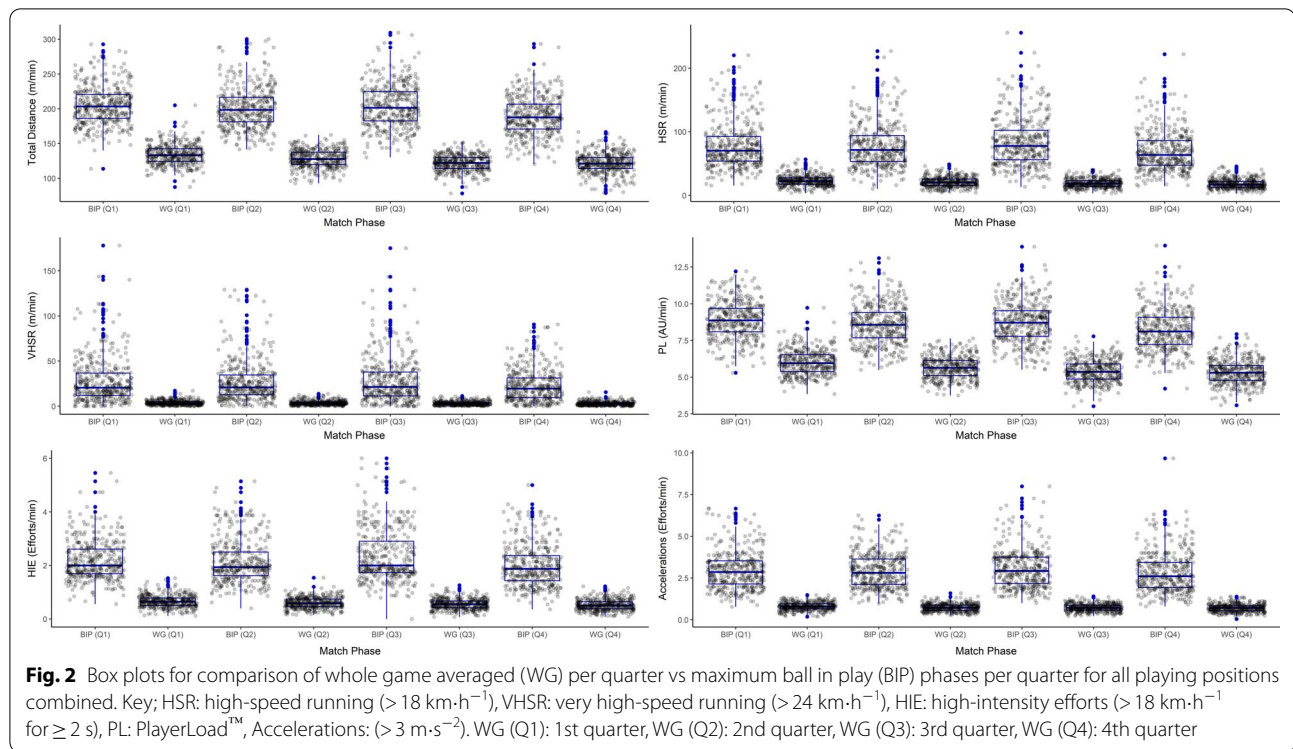 Total Distance (m/min)
300
250
200
150
100
BIP (Q1) WG (Q1) BIP (Q2) WG (Q2) BIP (Q3) WG (Q3) BIP (Q4) WG (Q4)
Match Phase
HSR (m/min)
200
100
0
BIP (Q1) WG (Q1) BIP (Q2) WG (Q2) BIP (Q3) WG (Q3) BIP (Q4) WG (Q4)
Match Phase
VHSR (m/min)
150
100
50
0
BIP (Q1) WG (Q1) BIP (Q2) WG (Q2) BIP (Q3) WG (Q3) BIP (Q4) WG (Q4)
Match Phase
PL (AU/min)
12.5
10.0
7.5
5.0
2.5
BIP (Q1) WG (Q1) BIP (Q2) WG (Q2) BIP (Q3) WG (Q3) BIP (Q4) WG (Q4)
Match Phase
HIE (Efforts/min)
6
4
2
0
BIP (Q1) WG (Q1) BIP (Q2) WG (Q2) BIP (Q3) WG (Q3) BIP (Q4) WG (Q4)
Match Phase
Accelerations (Efforts/min)
10.0
7.5
5.0
2.5
0.0
BIP (Q1) WG (Q1) BIP (Q2) WG (Q2) BIP (Q3) WG (Q3) BIP (Q4) WG (Q4)
Match Phase
Fig. 2 Box plots for comparison of whole game averaged (WG) per quarter vs maximum ball in play (BIP) phases per quarter for all playing positions
combined. Key; HSR: high-speed running (> 18 km·h⁻¹), VHSR: very high-speed running (> 24 km·h⁻¹), HIE: high-intensity efforts (> 18 km·h⁻¹
for ≥ 2 s), PL: PlayerLoad™, Accelerations: (> 3 m·s⁻²). WG (Q1): 1st quarter, WG (Q2): 2nd quarter, WG (Q3): 3rd quarter, WG (Q4): 4th quarter